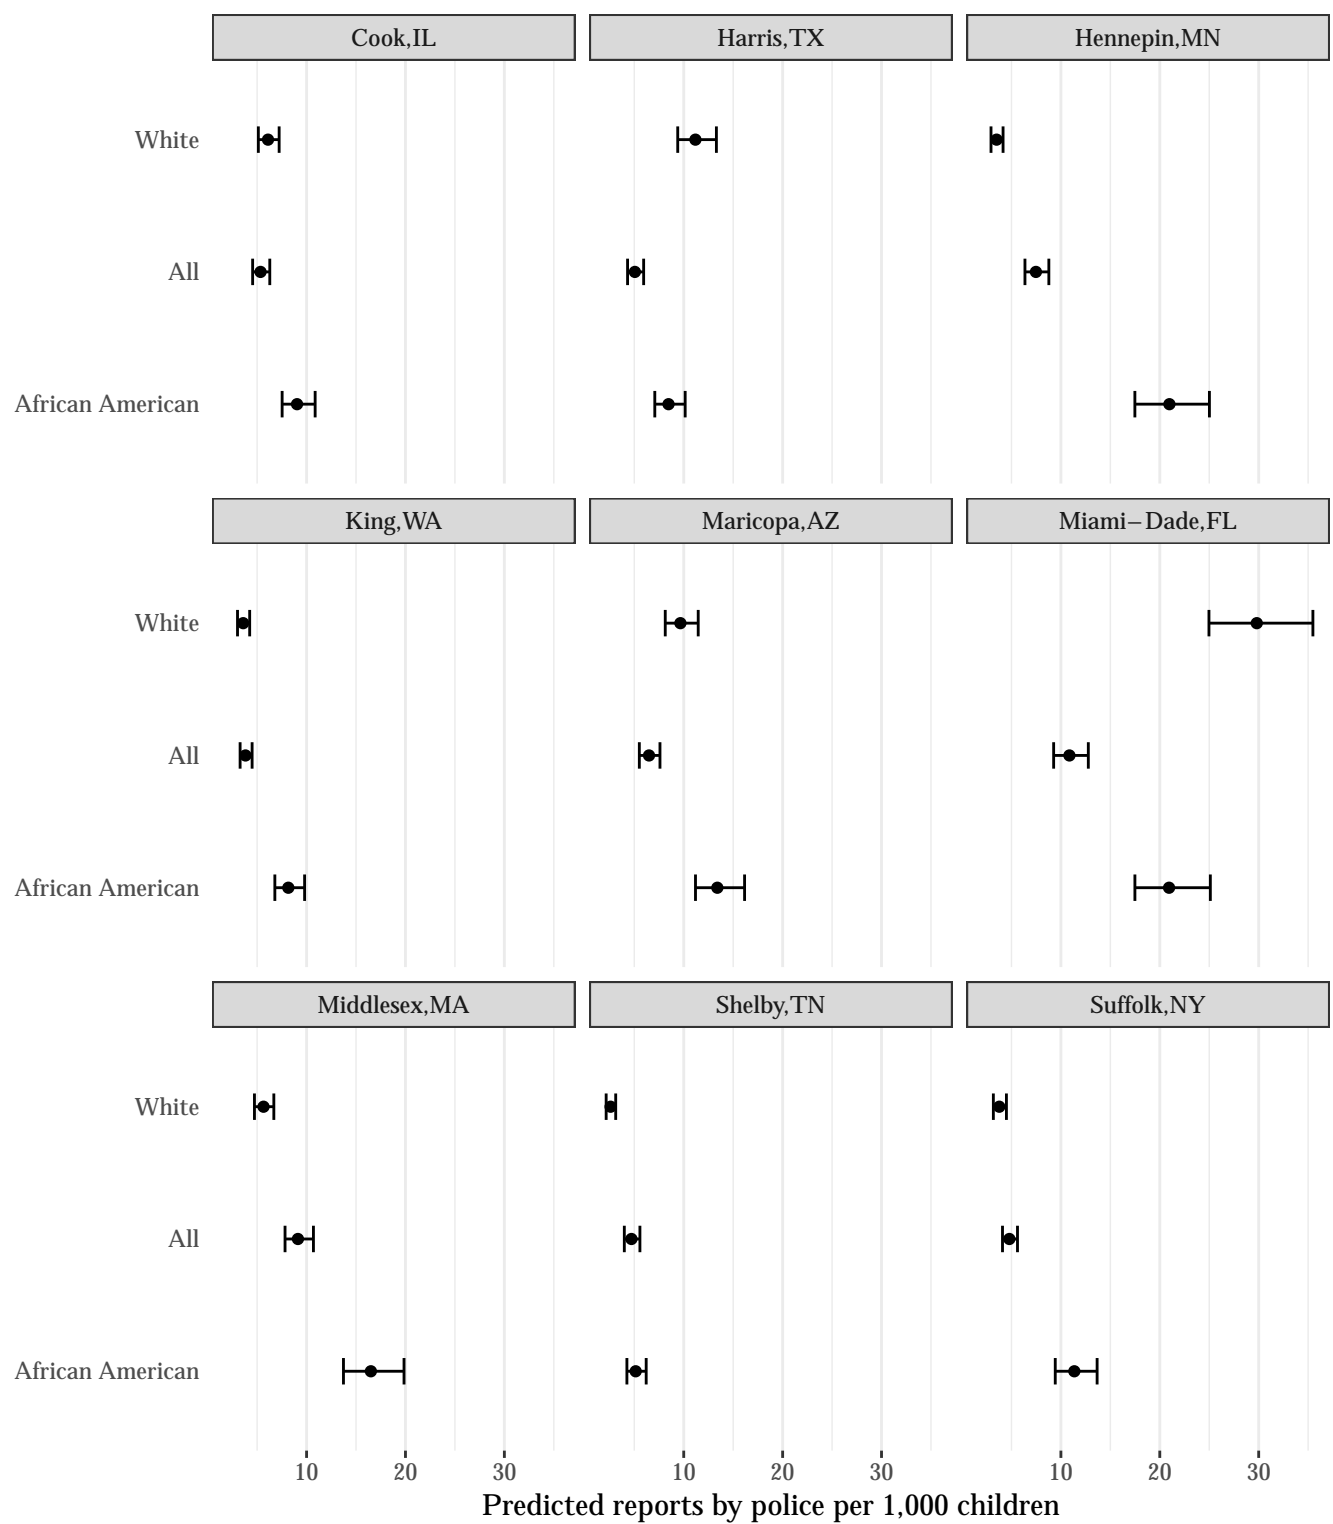 Cook,IL Harris,TX Hennepin,MN
White
All
African American
King,WA Maricopa,AZ Miami−Dade,FL
White
All
African American
Middlesex,MA Shelby,TN Suffolk,NY
White
All
African American
10 20 30 10 20 30 10 20 30
Predicted reports by police per 1,000 children